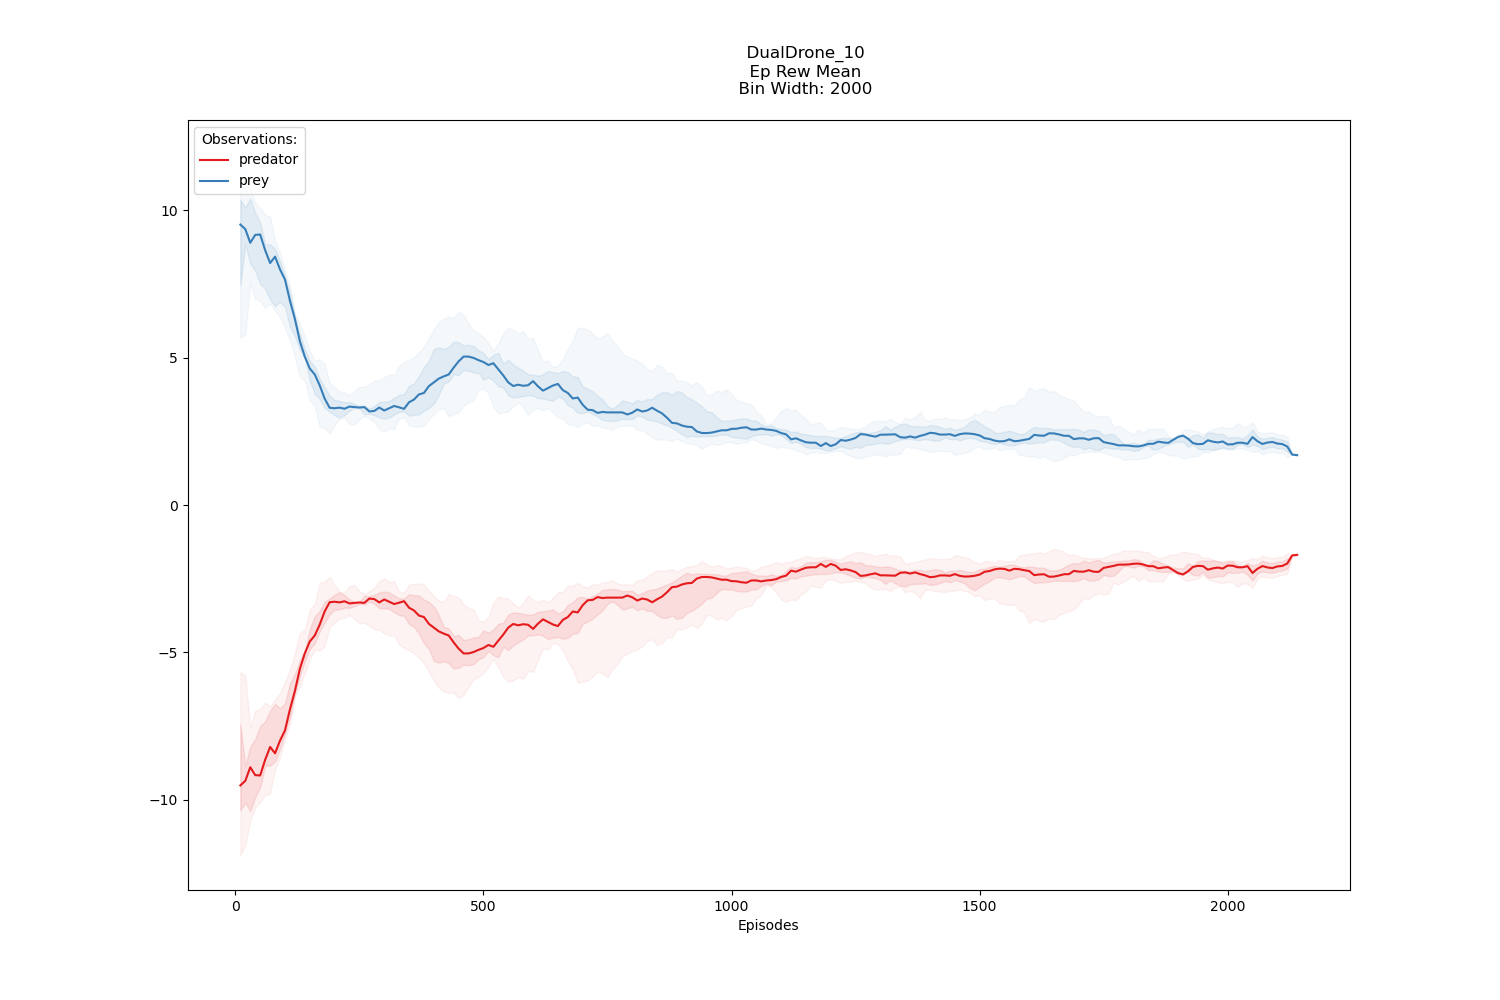 DualDrone_10
Ep Rew Mean
Bin Width: 2000
Observations:
predator
prey
10
5
0
−5
−10
0 500 1000 1500 2000
Episodes